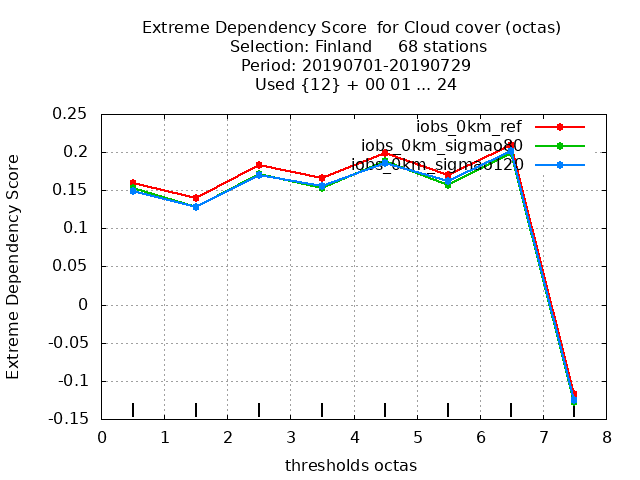 Extreme Dependency Score  for Cloud cover (octas)
Selection: Finland     68 stations
Period: 20190701-20190729
Used {12} + 00 01 ... 24
iobs_0km_ref
iobs_0km_sigmao80
iobs_0km_sigmao120
Extreme Dependency Score
0.25
0.2
0.15
0.1
0.05
0
-0.05
-0.1
-0.15
0 1 2 3 4 5 6 7 8
thresholds octas